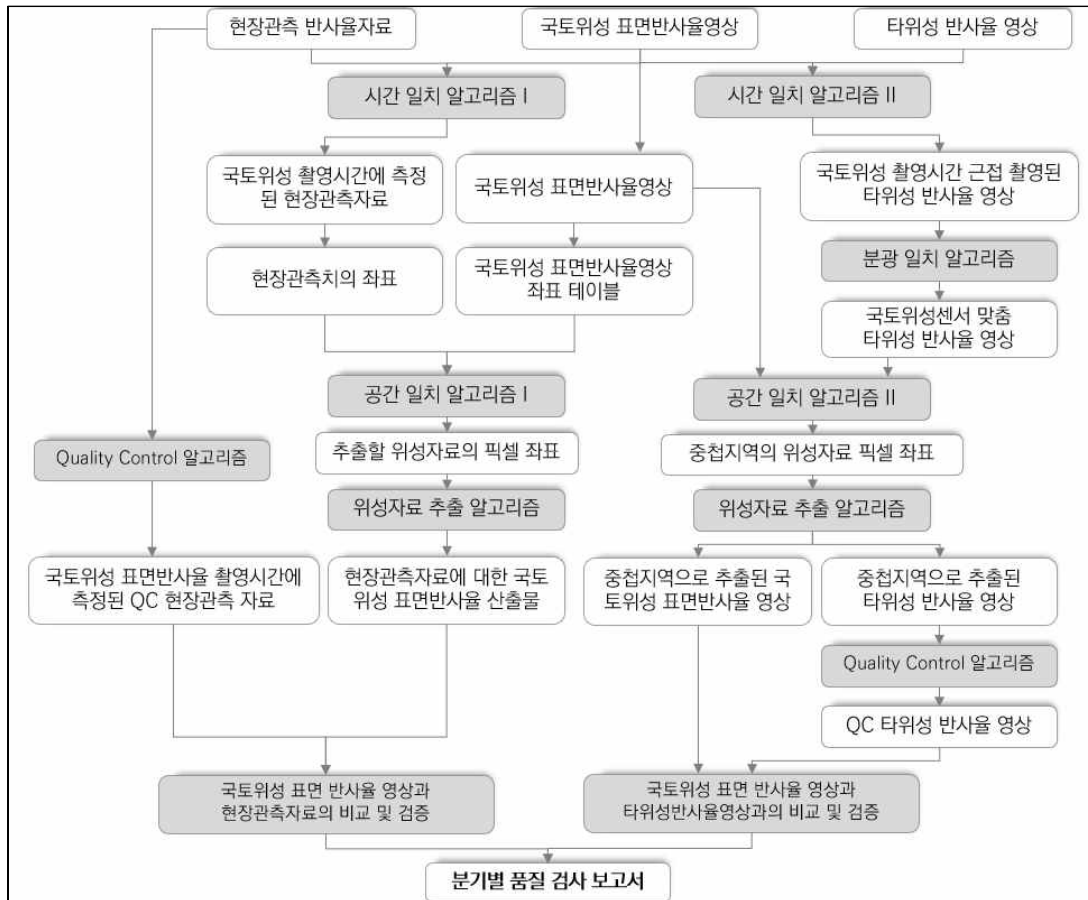 현장관측 반사율자료
국토위성 표면반사율영상
타위성 반사율 영상
시간 일치 알고리즘 I
시간 일치 알고리즘 II
국토위성 촬영시간에 측정
된 현장관측자료
국토위성 표면반사율영상
국토위성 촬영시간 근접 촬영된
타위성 반사율 영상
분광 일치 알고리즘
현장관측치의 좌표
국토위성 표면반사율영상
좌표 테이블
국토위성센서 맞춤
타위성 반사율 영상
공간 일치 알고리즘 I
공간 일치 알고리즘 II
Quality Control 알고리즘
추출할 위성자료의 픽셀 좌표
중첩지역의 위성자료 픽셀 좌표
위성자료 추출 알고리즘
위성자료 추출 알고리즘
국토위성 표면반사율 촬영시간에
측정된 QC 현장관측 자료
현장관측자료에 대한 국토
위성 표면반사율 산출물
중첩지역으로 추출된 국
토위성 표면반사율 영상
중첩지역으로 추출된
타위성 반사율 영상
Quality Control 알고리즘
QC 타위성 반사율 영상
국토위성 표면 반사율 영상과
현장관측자료의 비교 및 검증
국토위성 표면 반사율 영상과
타위성반사율영상과의 비교 및 검증
분기별 품질 검사 보고서